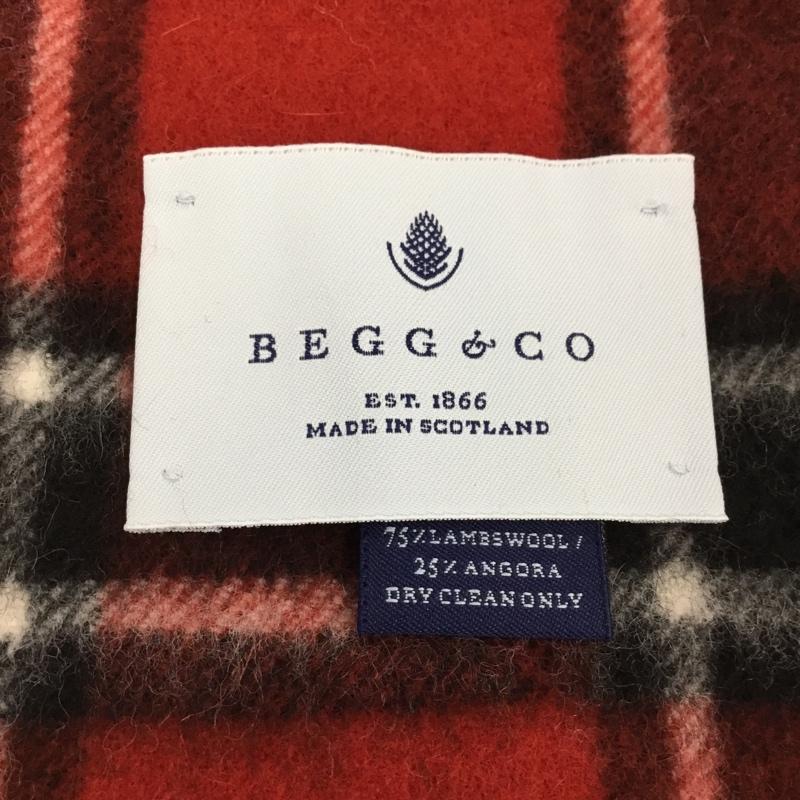 BEGG & CO
EST. 1866
MADE IN SCOTLAND
75% LAMBSWOOL /
25% ANGORA
DRY CLEAN ONLY